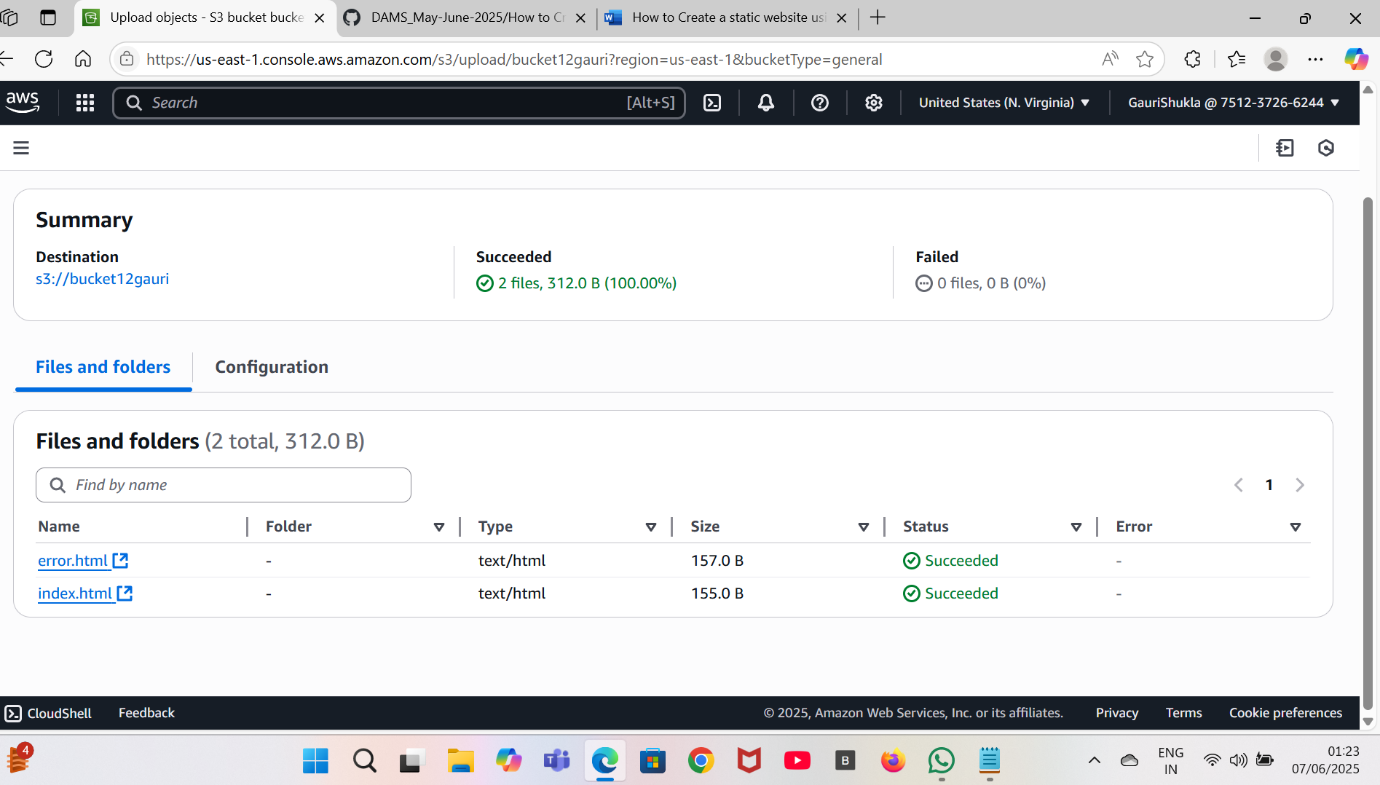 Upload objects - S3 bucket bucke
DAMS_May-June-2025/How to Cr
How to Create a static website usi
https://us-east-1.console.aws.amazon.com/s3/upload/bucket12gauri?region=us-east-1&bucketType=general
aws
Search
[Alt+S]
United States (N. Virginia)
GauriShukla @ 7512-3726-6244
Summary
Destination
s3://bucket12gauri
Succeeded
2 files, 312.0 B (100.00%)
Failed
0 files, 0 B (0%)
Files and folders
Configuration
Files and folders (2 total, 312.0 B)
Find by name
1
Name Folder Type Size Status Error
error.html - text/html 157.0 B Succeeded -
index.html - text/html 155.0 B Succeeded -
CloudShell Feedback © 2025, Amazon Web Services, Inc. or its affiliates. Privacy Terms Cookie preferences
4
B
ENG
IN
01:23
07/06/2025